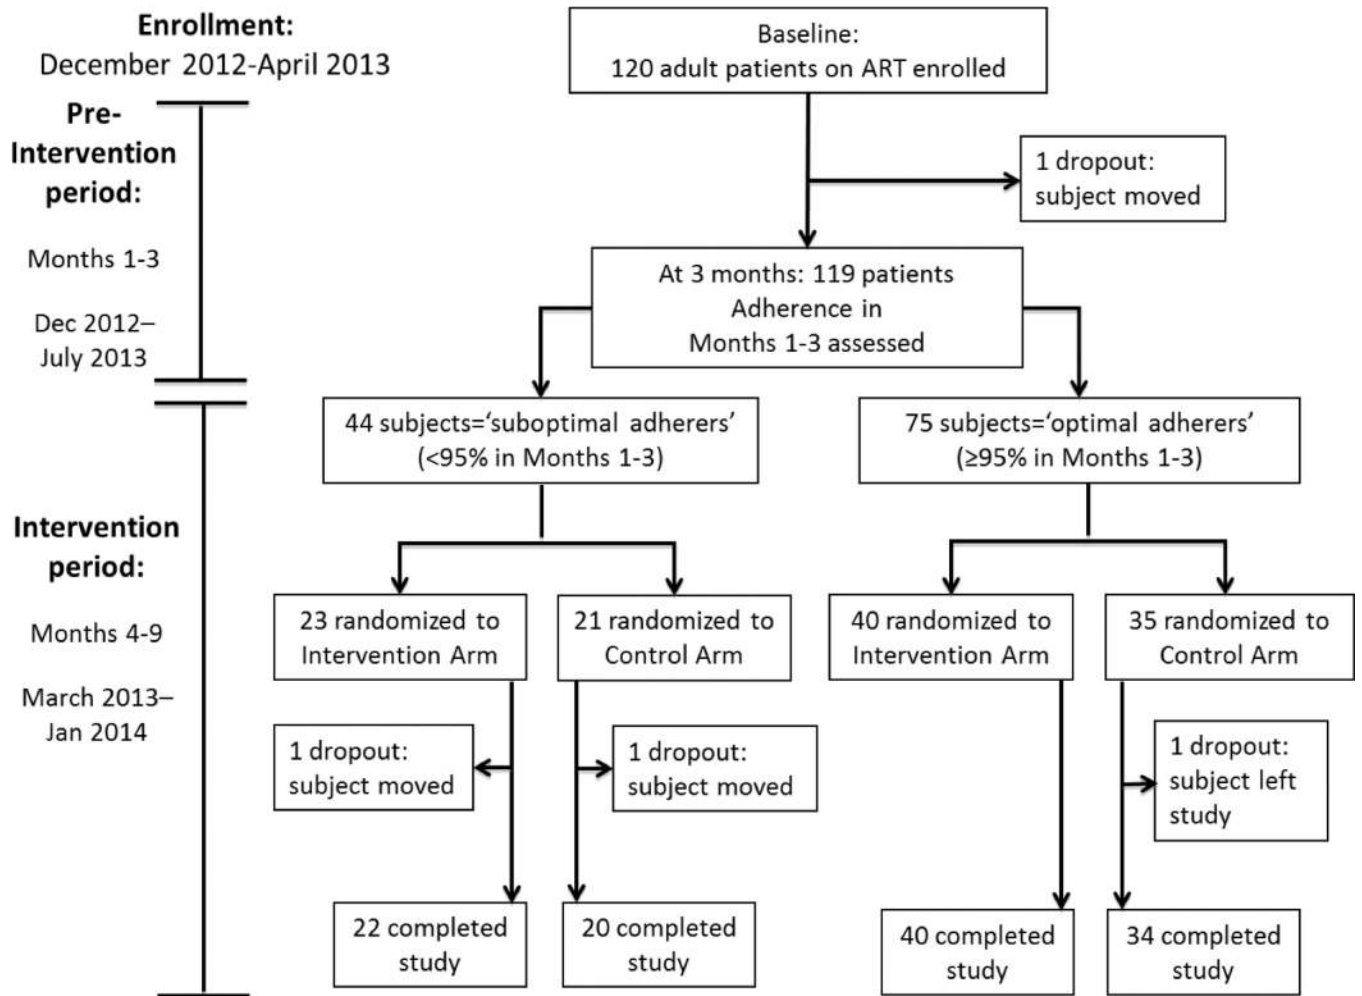 Enrollment:
December 2012-April 2013
Baseline:
120 adult patients on ART enrolled
Pre-
Intervention
period:
Months 1-3
Dec 2012–
July 2013
1 dropout:
subject moved
At 3 months: 119 patients
Adherence in
Months 1-3 assessed
44 subjects=‘suboptimal adherers’
(<95% in Months 1-3)
75 subjects=‘optimal adherers’
(≥95% in Months 1-3)
Intervention
period:
Months 4-9
March 2013–
Jan 2014
23 randomized to
Intervention Arm
21 randomized to
Control Arm
40 randomized to
Intervention Arm
35 randomized to
Control Arm
1 dropout:
subject moved
1 dropout:
subject moved
1 dropout:
subject left
study
22 completed
study
20 completed
study
40 completed
study
34 completed
study